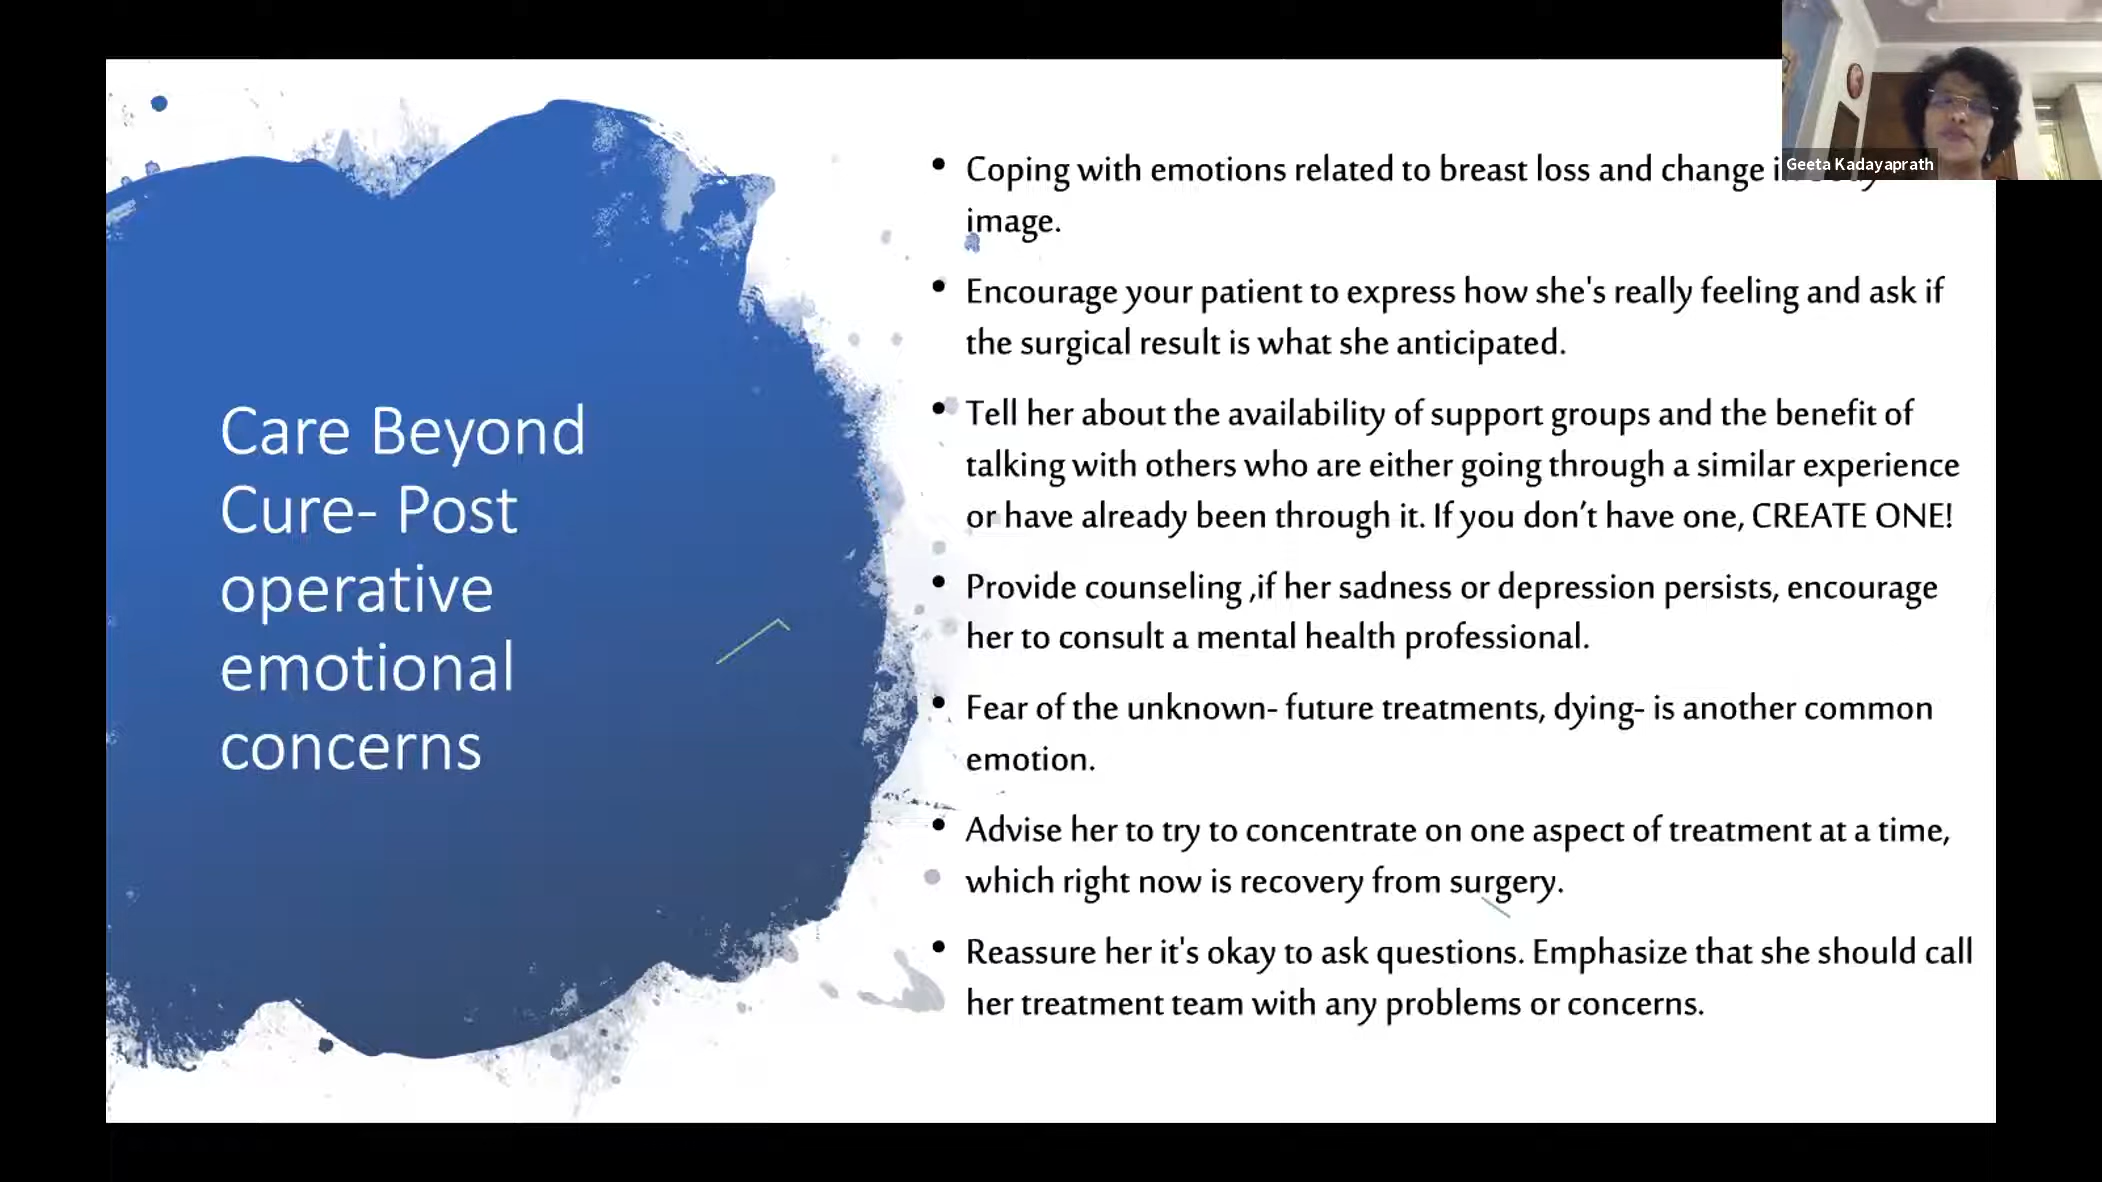 Geeta Kadayaprath
Care Beyond
Cure- Post
operative
emotional
concerns
• Coping with emotions related to breast loss and change
image.
• Encourage your patient to express how she's really feeling and ask if
the surgical result is what she anticipated.
• Tell her about the availability of support groups and the benefit of
talking with others who are either going through a similar experience
or have already been through it. If you don’t have one, CREATE ONE!
• Provide counseling ,if her sadness or depression persists, encourage
her to consult a mental health professional.
• Fear of the unknown- future treatments, dying- is another common
emotion.
• Advise her to try to concentrate on one aspect of treatment at a time,
which right now is recovery from surgery.
• Reassure her it's okay to ask questions. Emphasize that she should call
her treatment team with any problems or concerns.